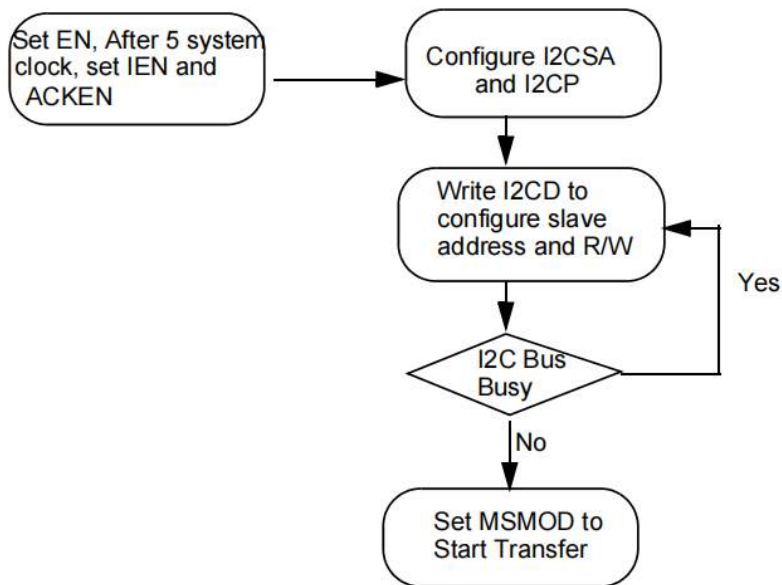 Set EN, After 5 system
clock, set IEN and
ACKEN
Configure I2CSA
and I2CP
Write I2CD to
configure slave
address and R/W
Yes
I2C Bus
Busy
No
Set MSMOD to
Start Transfer